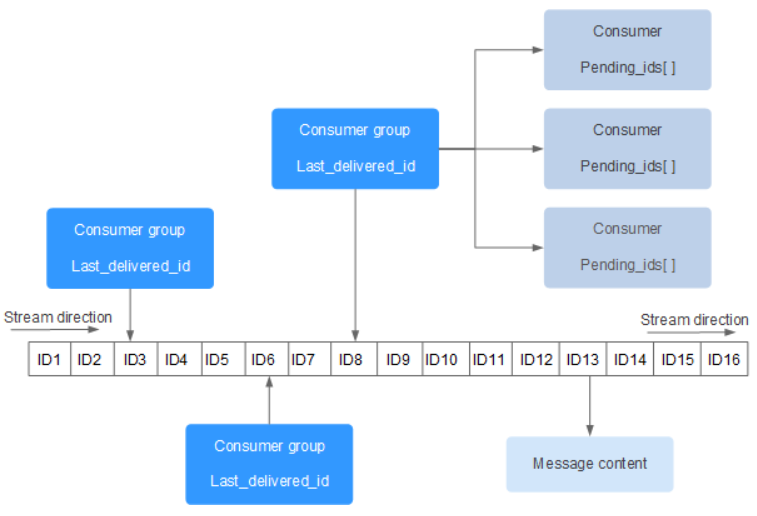 Consumer
Pending_ids[ ]
Consumer group
Last_delivered_id
Consumer
Pending_ids[ ]
Consumer group
Last_delivered_id
Consumer
Pending_ids[ ]
Stream direction
Stream direction
ID1 ID2 ID3 ID4 ID5 ID6 ID7 ID8 ID9 ID10 ID11 ID12 ID13 ID14 ID15 ID16
Consumer group
Last_delivered_id
Message content